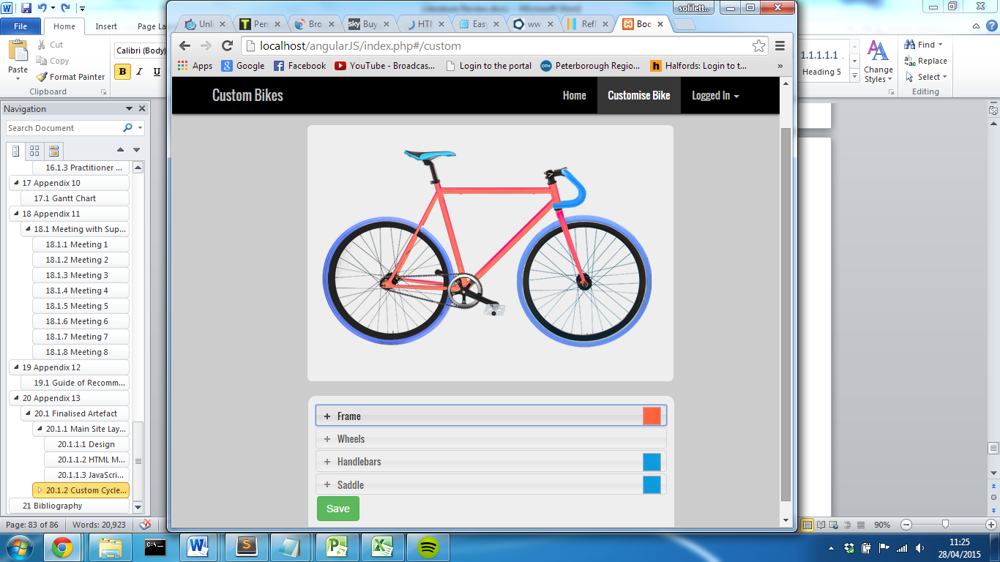 solilett..
File
Home
Insert
Page La
Cut
Copy
Format Painter
Paste
Clipboard
Calibri (Body)
B I U
1.1.1.1.1
Heading 5
Change
Styles
Find
Replace
Select
Editing
Unli
Pers
Bro
sky Buy
HTI
Easy
ww
Refl
Boo
localhost/angularJS/index.php#/custom
Apps
Google
Facebook
YouTube - Broadcas...
Login to the portal
OTH Peterborough Regio...
h Halfords: Login to t...
»
Custom Bikes
Home
Customise Bike
Logged In
Frame
Wheels
Handlebars
Saddle
Save
Navigation
Search Document
16.1.3 Practitioner ...
17 Appendix 10
17.1 Gantt Chart
18 Appendix 11
18.1 Meeting with Sup...
18.1.1 Meeting 1
18.1.2 Meeting 2
18.1.3 Meeting 3
18.1.4 Meeting 4
18.1.5 Meeting 5
18.1.6 Meeting 6
18.1.7 Meeting 7
18.1.8 Meeting 8
19 Appendix 12
19.1 Guide of Recomm...
20 Appendix 13
20.1 Finalised Artefact
20.1.1 Main Site Lay...
20.1.1.1 Design
20.1.1.2 HTML M...
20.1.1.3 JavaScri...
20.1.2 Custom Cycle...
21 Bibliography
Page: 83 of 86
Words: 20,923
90%
11:25
28/04/2015